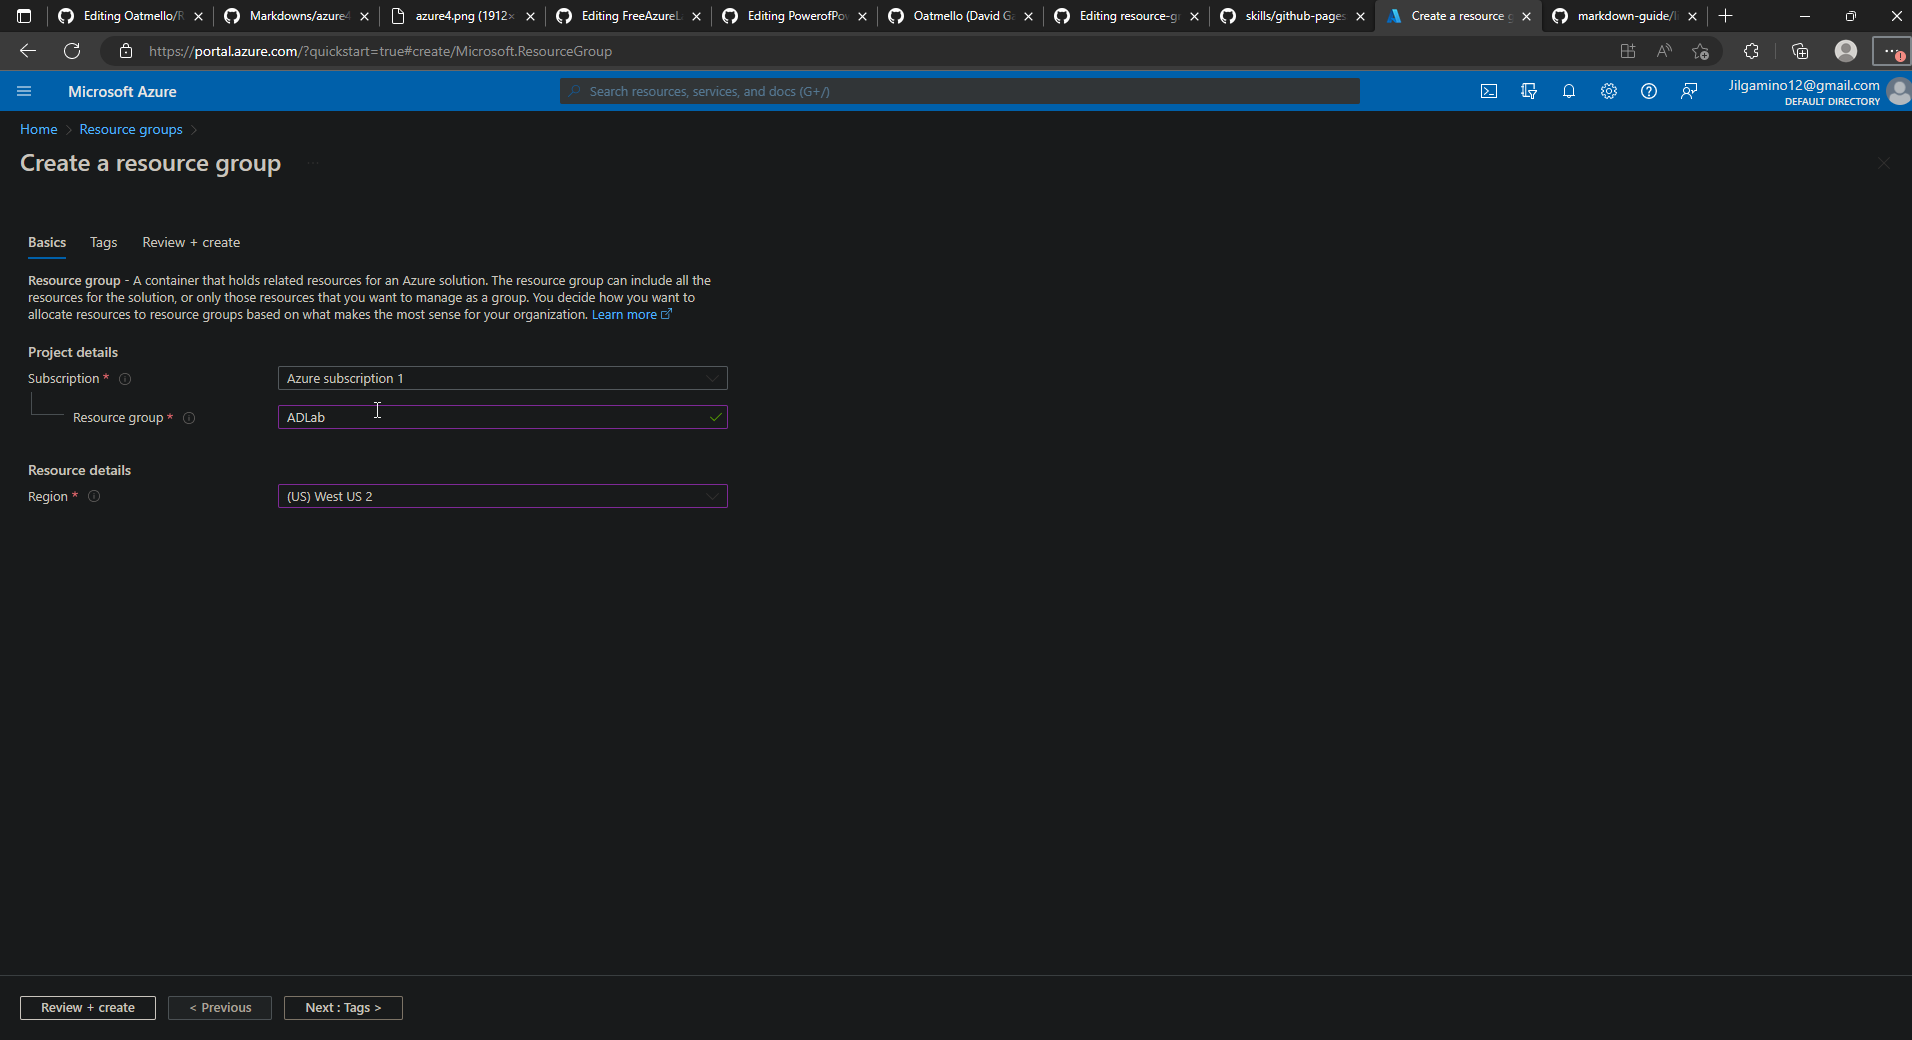 Editing Oatmello/R
Markdowns/azure4
azure4.png (1912×
Editing FreeAzureL
Editing PowerofPo
Oatmello (David G
Editing resource-g
skills/github-pages
Create a resource g
markdown-guide/l
https://portal.azure.com/?quickstart=true#create/Microsoft.ResourceGroup
Microsoft Azure
Search resources, services, and docs (G+/)
Jilgamino12@gmail.com
DEFAULT DIRECTORY
Home > Resource groups >
Create a resource group ...
Basics Tags Review + create
Resource group - A container that holds related resources for an Azure solution. The resource group can include all the
resources for the solution, or only those resources that you want to manage as a group. You decide how you want to
allocate resources to resource groups based on what makes the most sense for your organization. Learn more
Project details
Subscription * Azure subscription 1
Resource group * ADLab
Resource details
Region * (US) West US 2
Review + create < Previous Next : Tags >